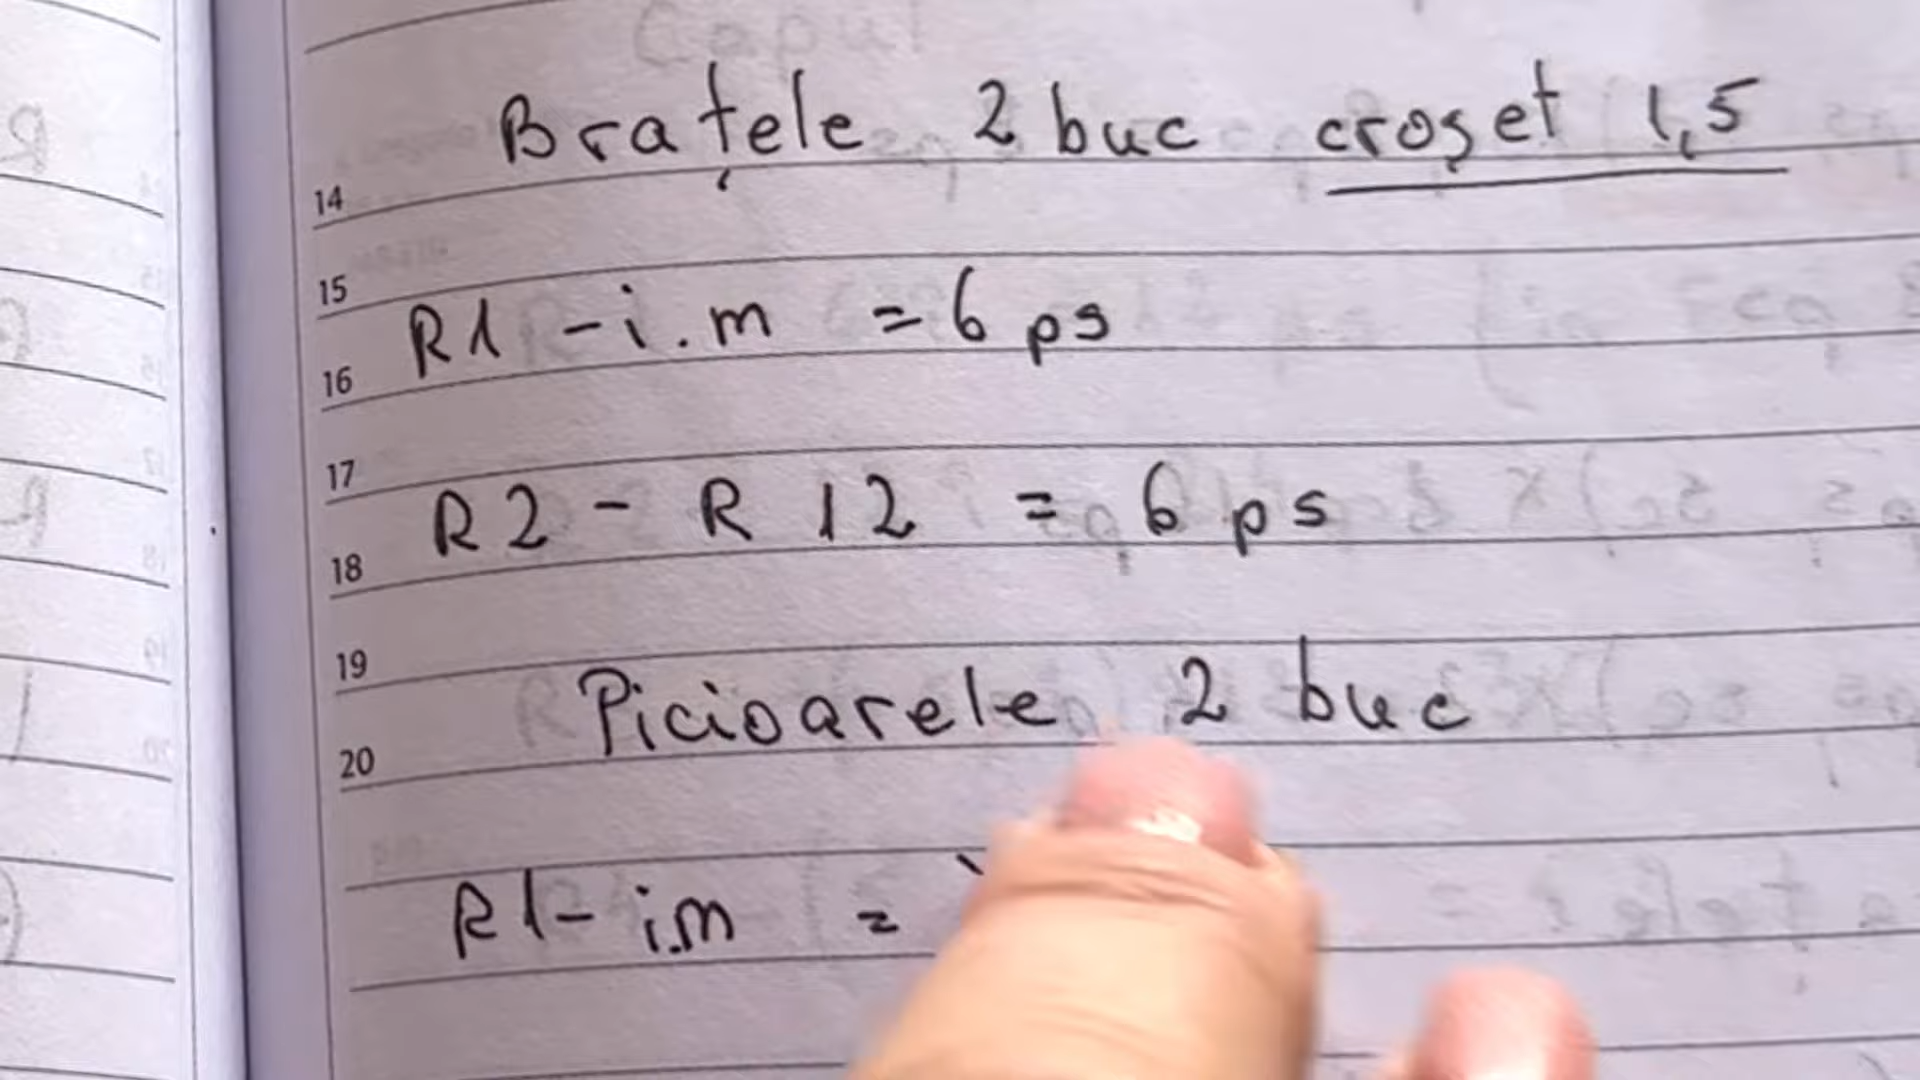 Brațele 2 buc croșet 1,5
14
15
R1 - i.m = 6 ps
16
17
R2 - R12 = 6 ps
18
19
Picioarele 2 buc
20
R1- i.m =